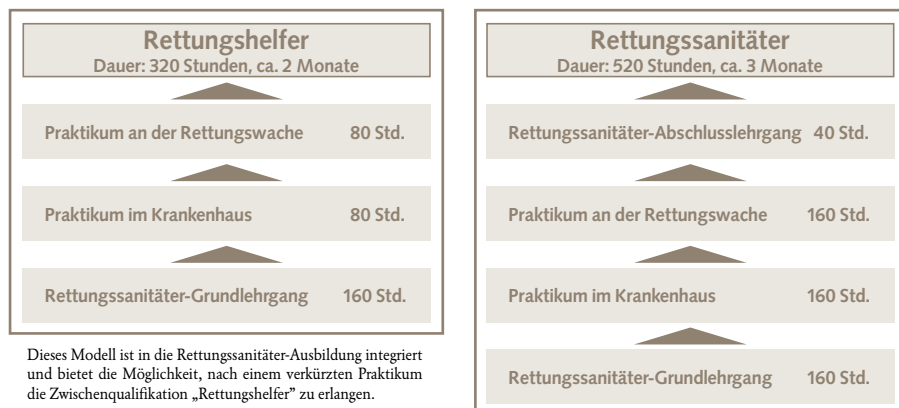 Rettungshelfer
Dauer: 320 Stunden, ca. 2 Monate
Praktikum an der Rettungswache 80 Std.
Praktikum im Krankenhaus 80 Std.
Rettungssanitäter-Grundlehrgang 160 Std.
Dieses Modell ist in die Rettungssanitäter-Ausbildung integriert
und bietet die Möglichkeit, nach einem verkürzten Praktikum
die Zwischenqualifikation „Rettungshelfer” zu erlangen.
Rettungssanitäter
Dauer: 520 Stunden, ca. 3 Monate
Rettungssanitäter-Abschlusslehrgang 40 Std.
Praktikum an der Rettungswache 160 Std.
Praktikum im Krankenhaus 160 Std.
Rettungssanitäter-Grundlehrgang 160 Std.